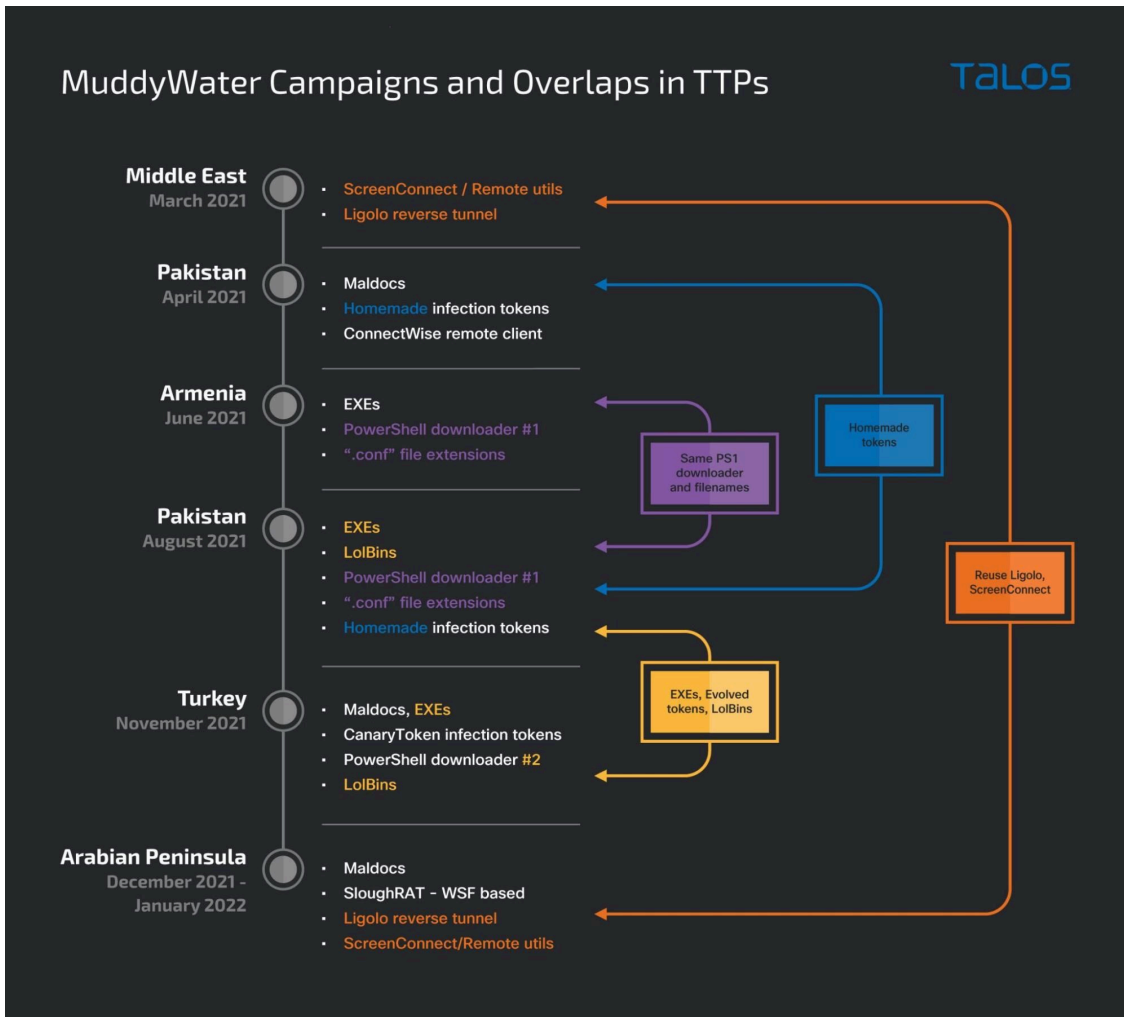 MuddyWater Campaigns and Overlaps in TTPs
TALOS
Middle East
March 2021
▪ ScreenConnect / Remote utils
▪ Ligolo reverse tunnel
Pakistan
April 2021
▪ Maldocs
▪ Homemade infection tokens
▪ ConnectWise remote client
Armenia
June 2021
▪ EXEs
▪ PowerShell downloader #1
▪ “.conf” file extensions
Same PS1
downloader
and filenames
Homemade
tokens
Pakistan
August 2021
▪ EXEs
▪ LolBins
▪ PowerShell downloader #1
▪ “.conf” file extensions
▪ Homemade infection tokens
Reuse Ligolo,
ScreenConnect
Turkey
November 2021
▪ Maldocs, EXEs
▪ CanaryToken infection tokens
▪ PowerShell downloader #2
▪ LolBins
EXEs, Evolved
tokens, LolBins
Arabian Peninsula
December 2021 -
January 2022
▪ Maldocs
▪ SloughRAT - WSF based
▪ Ligolo reverse tunnel
▪ ScreenConnect/Remote utils